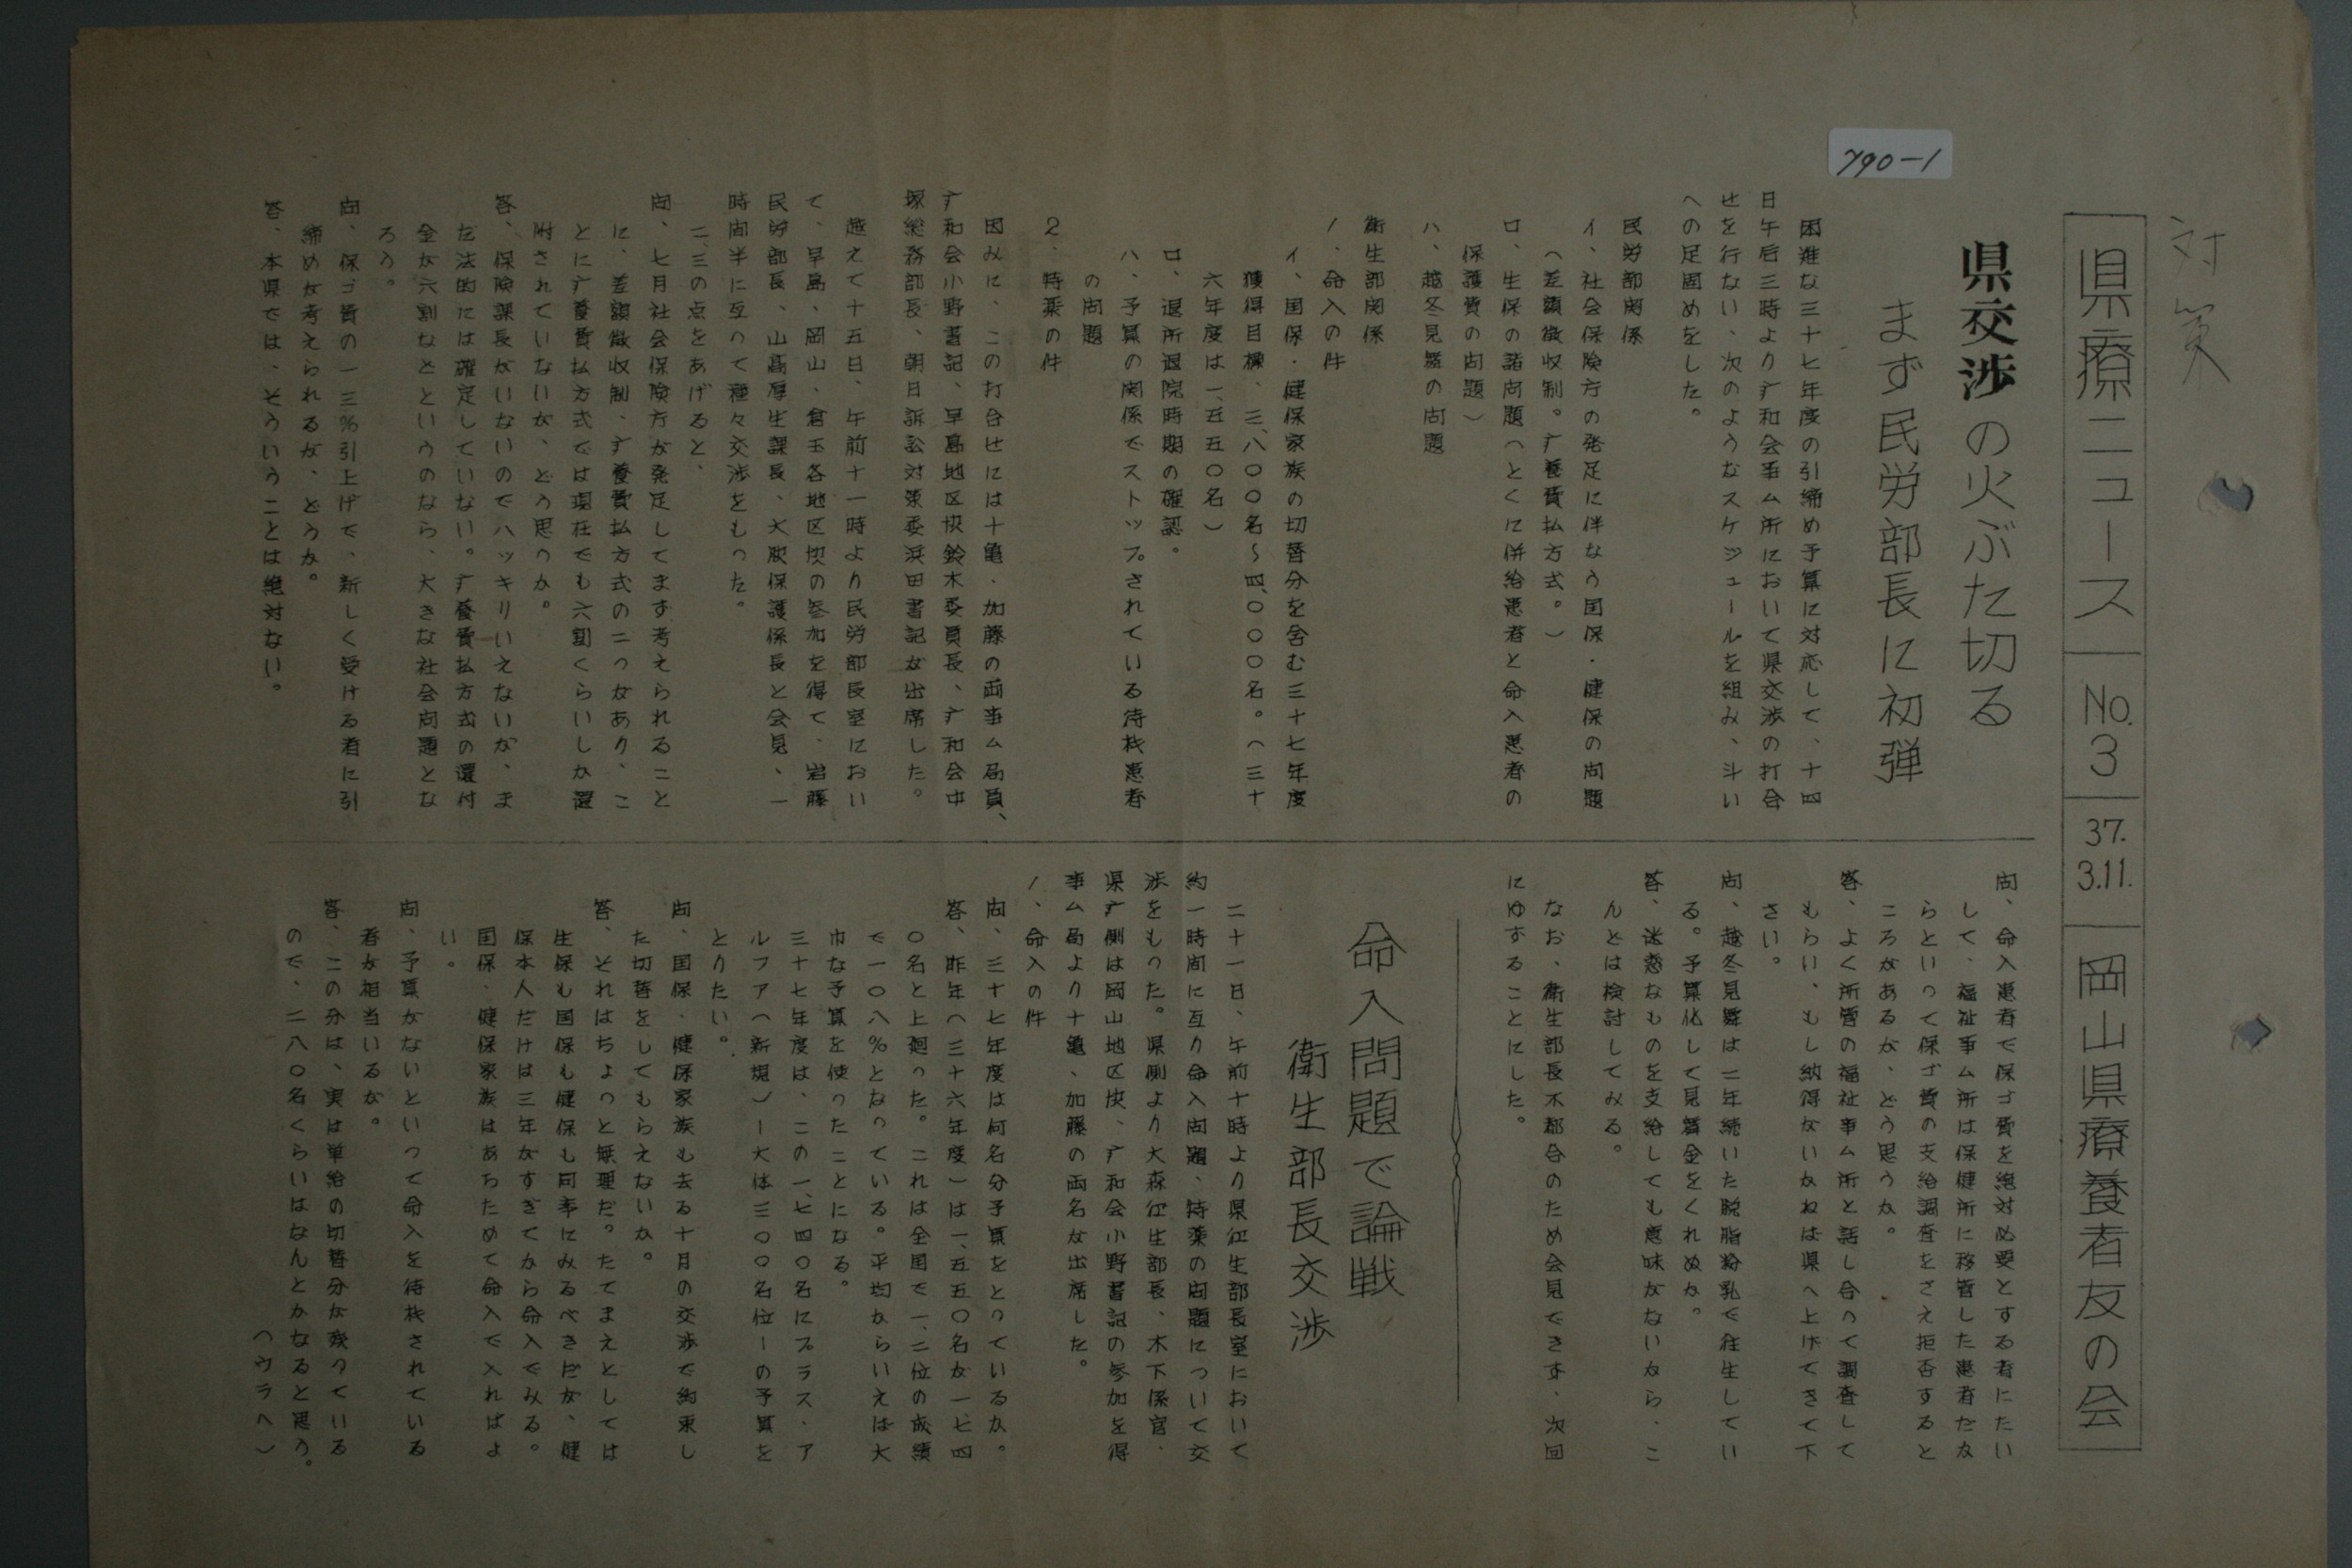 790-1
対策
県療ニュース
No.3
37.3.11.
岡山県療養者友の会
県交渉の火ぶた切る
まず民労部長に初弾
困難な三十七年度の引締め予算に対応して、十四
日午后三時より疒和会事ム所において県交渉の打合
せを行ない、次のようなスケジュールを組み、斗い
への足固めをした。
民労部関係
イ、社会保険方の発足に伴なう国保・健保の問題
(差額徴収制。疒養費払方式。)
ロ、生保の諸問題(とくに併給患者と命入患者の
保護費の問題)
ハ、越冬見舞の問題
衛生部関係
1、命入の件
イ、国保・健保家族の切替分を含む三十七年度
獲得目標、三、八〇〇名~四、〇〇〇名。(三十
六年度は一、五五〇名)
ロ、退所退院時期の確認。
ハ、予算の関係でストップされている待機患者
の問題
2、特薬の件
因みに、この打合せには十亀・加藤の両事ム局員、
疒和会小野書記、早島地区快鈴木委員長、疒和会中
塚総務部長、朝日訴訟対策委浜田書記が出席した。
越えて十五日、午前十一時より民労部長室におい
て、早島、岡山、倉玉各地区快の参加を得て、岩藤
民労部長、山髙厚生課長、大股保護係長と会見、一
時間半に互って種々交渉をもった。
二、三の点をあげると、
問、七月社会保険方が発足してまず考えられること
に、差額徴収制、疒養費払方式の二つがあり、こ
とに疒養費払方式では現在でも六割くらいしか還
附されていないが、どう思うか。
答、保険課長がいないのでハッキリいえないが、ま
だ法的には確定していない。疒養費払方式の還付
金が六割などというのなら、大きな社会問題とな
ろう。
問、保ゴ費の一三%引上げで、新しく受ける者に引
締めが考えられるが、どうか。
答、本県では、そういうことは絶対ない。
問、命入患者で保ゴ費を絶対必要とする者にたい
して、福祉事ム所は保健所に移管した患者だか
らといって保ゴ費の支給調査をさえ拒否すると
ころがあるが、どう思うか。
答、よく所管の福祉事ム所と話し合って調査して
もらい、もし納得ないかねば県へ上げてきて下
さい。
問、越冬見舞は二年続いた脱脂粉乳で往生してい
る。予算化して見舞金をくれぬか。
答、迷惑なものを支給しても意味がないから、こ
んどは検討してみる。
なお、衛生部長不都合のため会見できず、次回
にゆずることにした。
命入問題で論戦
衛生部長交渉
二十一日、午前十時より県衛生部長室において
約一時間に互り命入問題、特薬の問題について交
渉をもった。県側より大森衛生部長、木下係官、
県疒側は岡山地区快、疒和会小野書記の参加を得
事ム局より十亀、加藤の両名が出席した。
1、命入の件
問、三十七年度は何名分予算をとっているか。
答、昨年(三十六年度)は一、五五〇名が一、七四
〇名と上廻った。これは全国で一、二位の成績
で一〇八%となっている。平均からいえば大
巾な予算を使ったことになる。
三十七年度は、この一、七四〇名にプラス・ア
ルファ(新規)ー大体三〇〇名位ーの予算を
とりたい。
問、国保、健保家族も去る十月の交渉で約束し
た切替をしてもらえないか。
答、それはちょっと無理だ。たてまえとしては
生保も国保も健保も同率にみるべきだが、健
保本人だけは三年がすぎてから命入でみる。
国保、健保家族はあらためて命入で入ればよ
い。
問、予算がないといって命入を待機されている
者が相当いるが。
答、この分は、実は単給の切替分が残っている
ので、二八〇名くらいはなんとかなると思う。
(ウラへ)